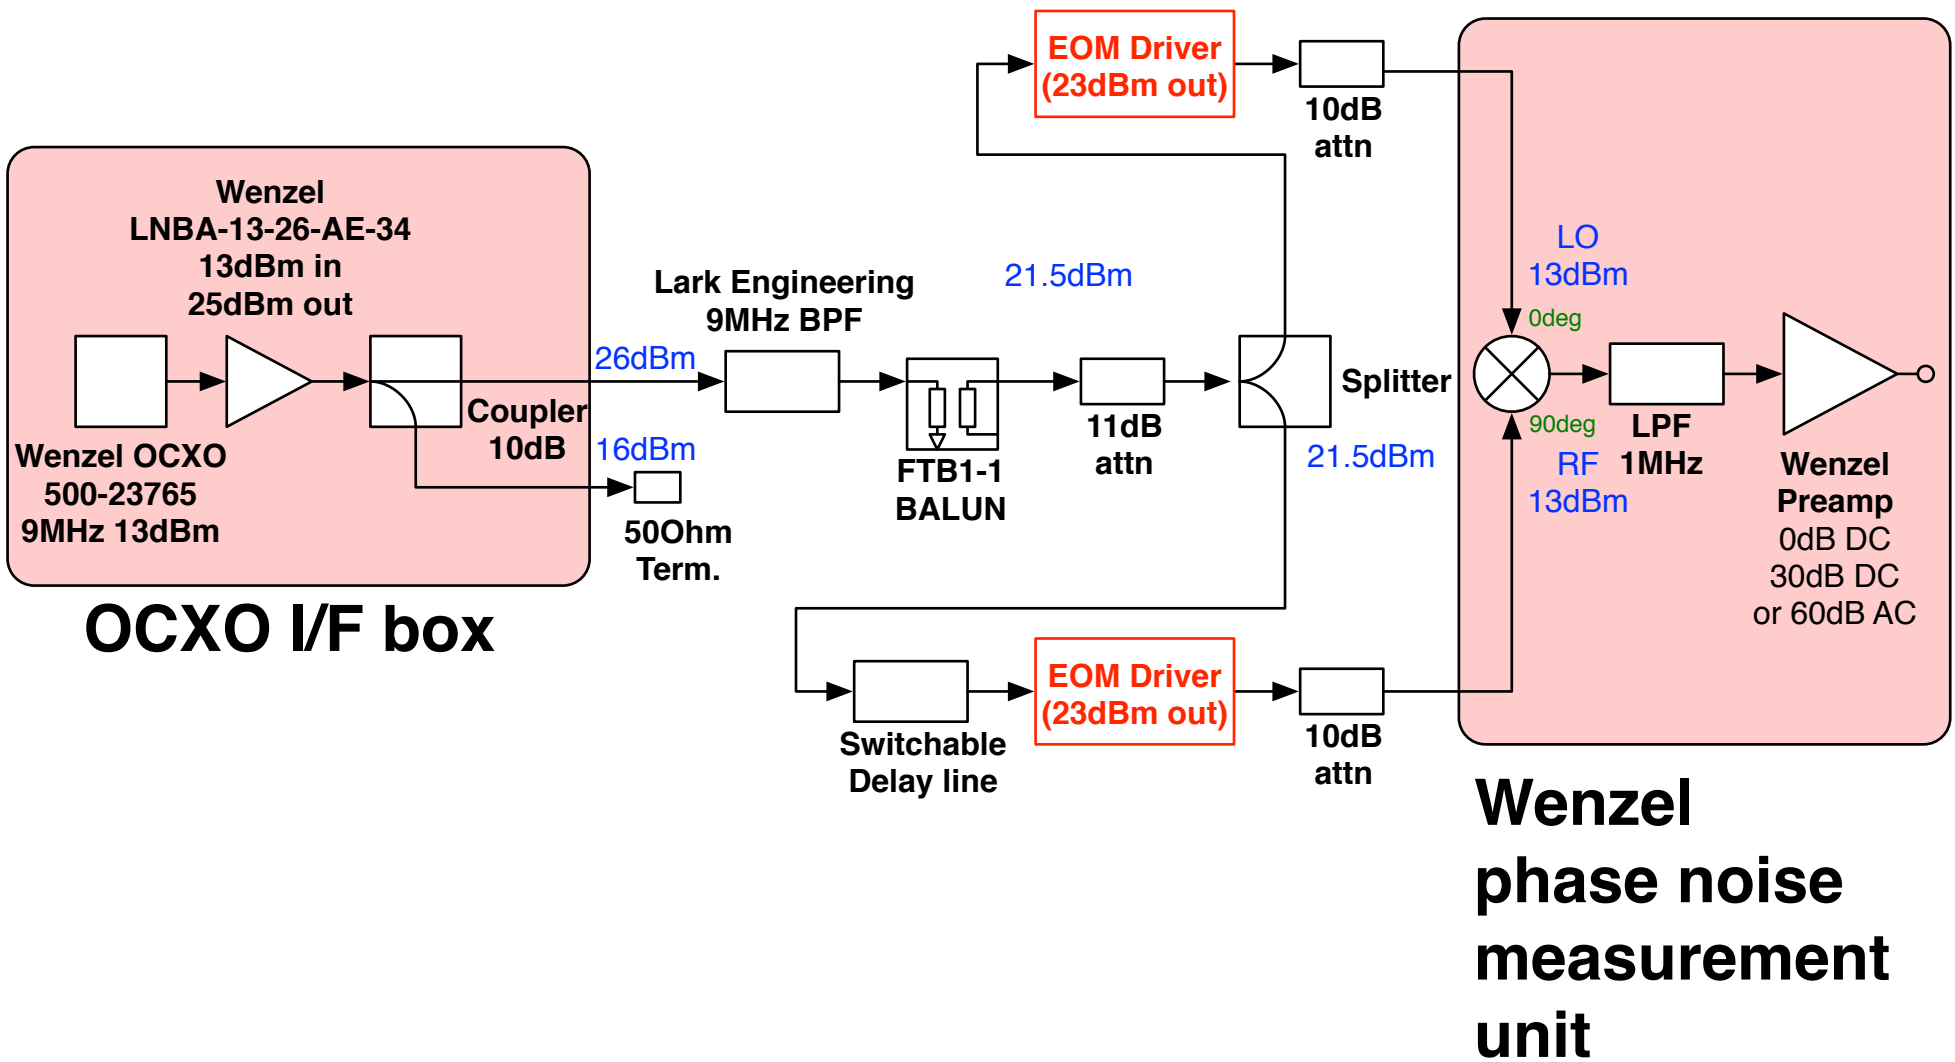 EOM Driver
(23dBm out)
10dB
attn
Wenzel
LNBA-13-26-AE-34
13dBm in
25dBm out
Lark Engineering
9MHz BPF
21.5dBm
LO
13dBm
0deg
26dBm
Coupler
10dB
16dBm
Wenzel OCXO
500-23765
9MHz 13dBm
50Ohm
Term.
FTB1-1
BALUN
11dB
attn
Splitter
21.5dBm
90deg
RF
13dBm
LPF
1MHz
Wenzel
Preamp
0dB DC
30dB DC
or 60dB AC
OCXO I/F box
Switchable
Delay line
EOM Driver
(23dBm out)
10dB
attn
Wenzel
phase noise
measurement
unit